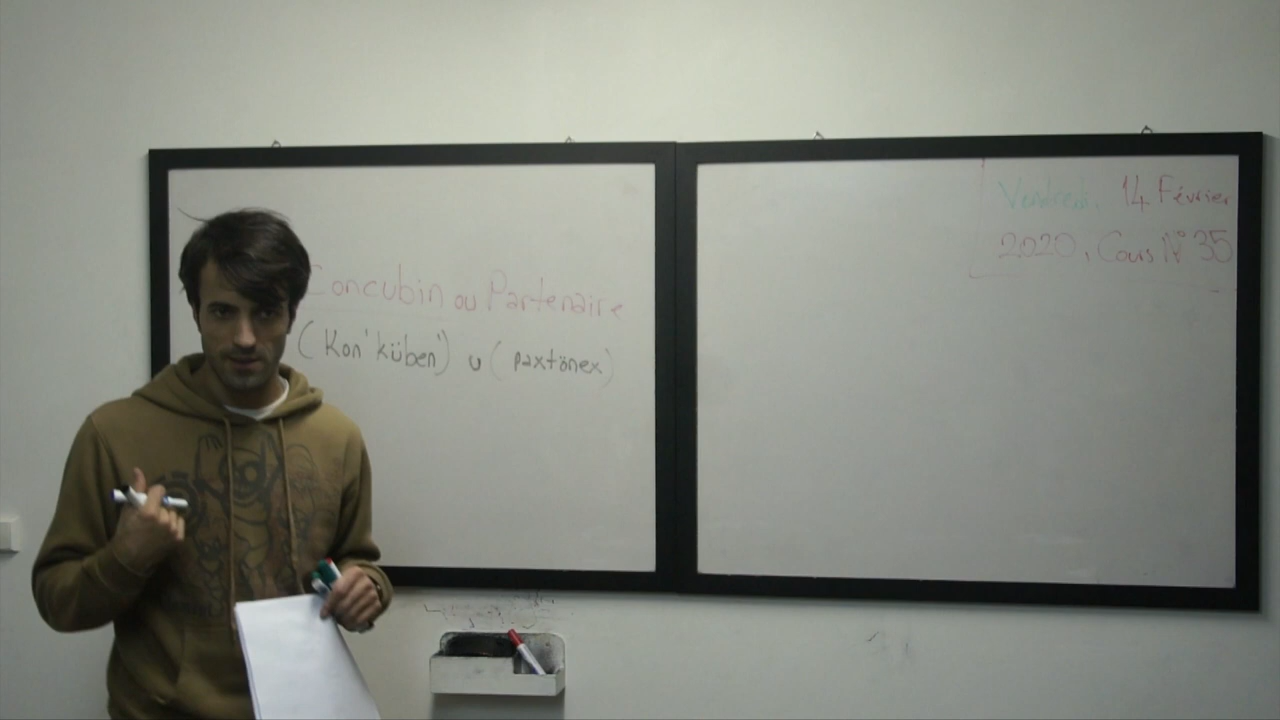 Concubin ou Partenaire
(Kon'küben') u (paxtönex)
Vendredi, 14 Février
2020, Cours N° 35